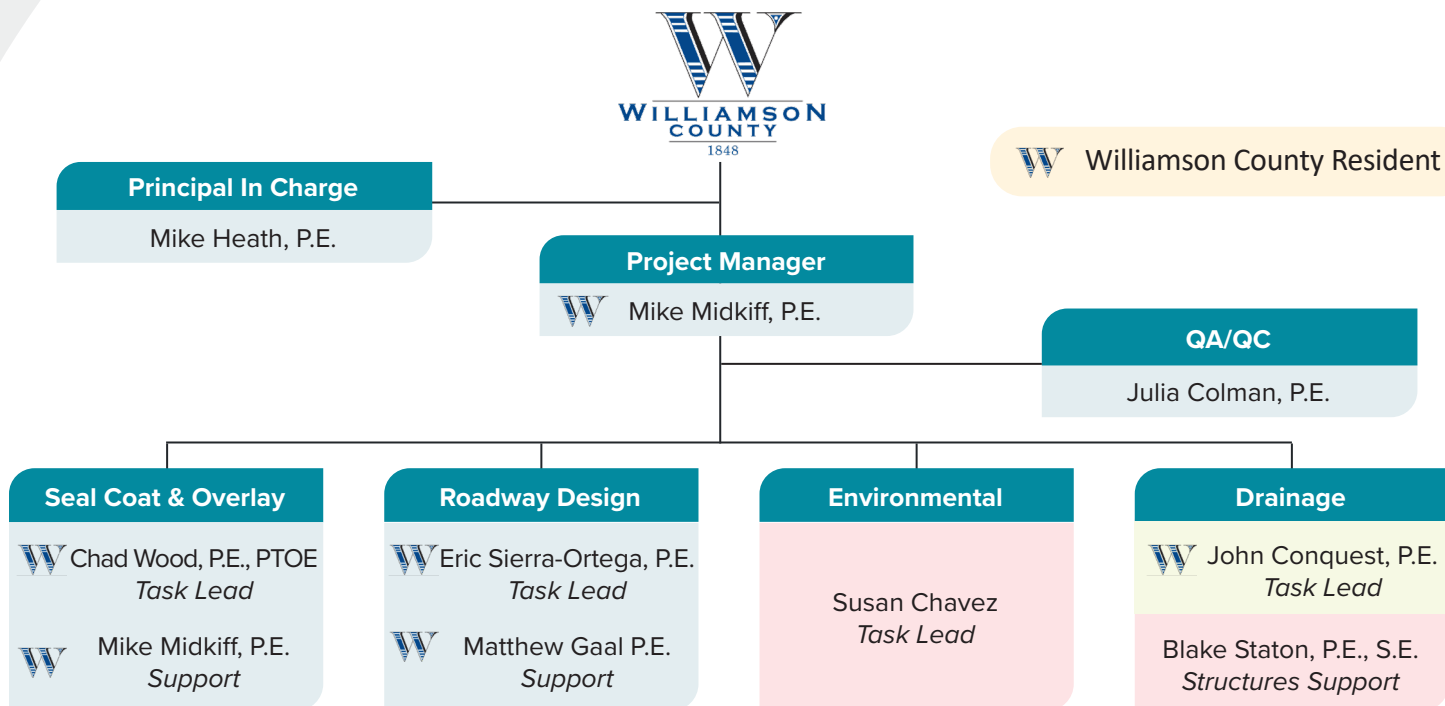 W
WILLIAMSON
COUNTY
1848
Williamson County Resident
Principal In Charge
Mike Heath, P.E.
Project Manager
Mike Midkiff, P.E.
QA/QC
Julia Colman, P.E.
Seal Coat & Overlay
Chad Wood, P.E., PTOE
Task Lead
Mike Midkiff, P.E.
Support
Roadway Design
Eric Sierra-Ortega, P.E.
Task Lead
Matthew Gaal P.E.
Support
Environmental
Susan Chavez
Task Lead
Drainage
John Conquest, P.E.
Task Lead
Blake Staton, P.E., S.E.
Structures Support